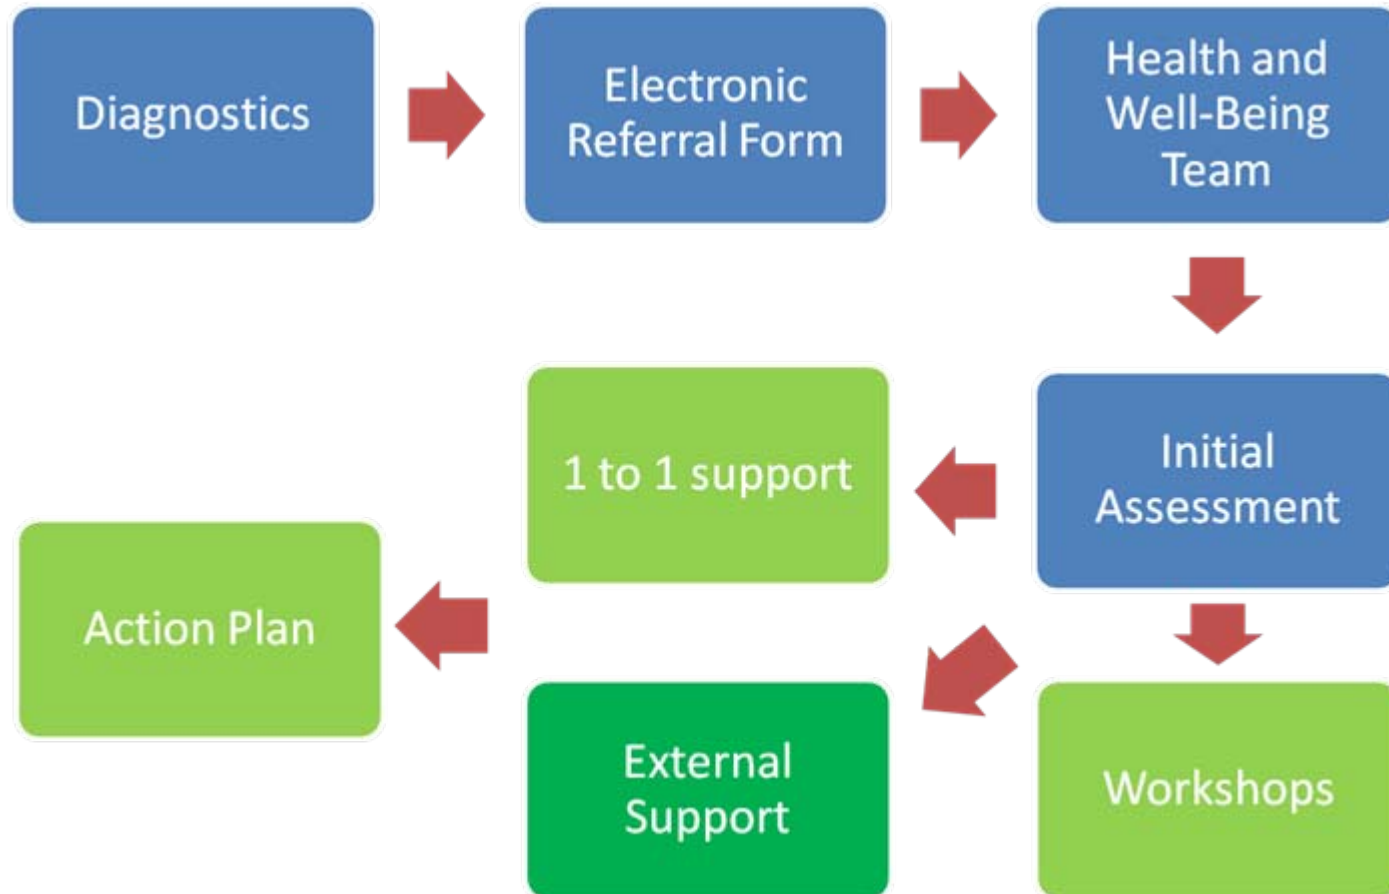 Diagnostics
Electronic
Referral Form
Health and
Well-Being
Team
Initial
Assessment
1 to 1 support
Action Plan
External
Support
Workshops